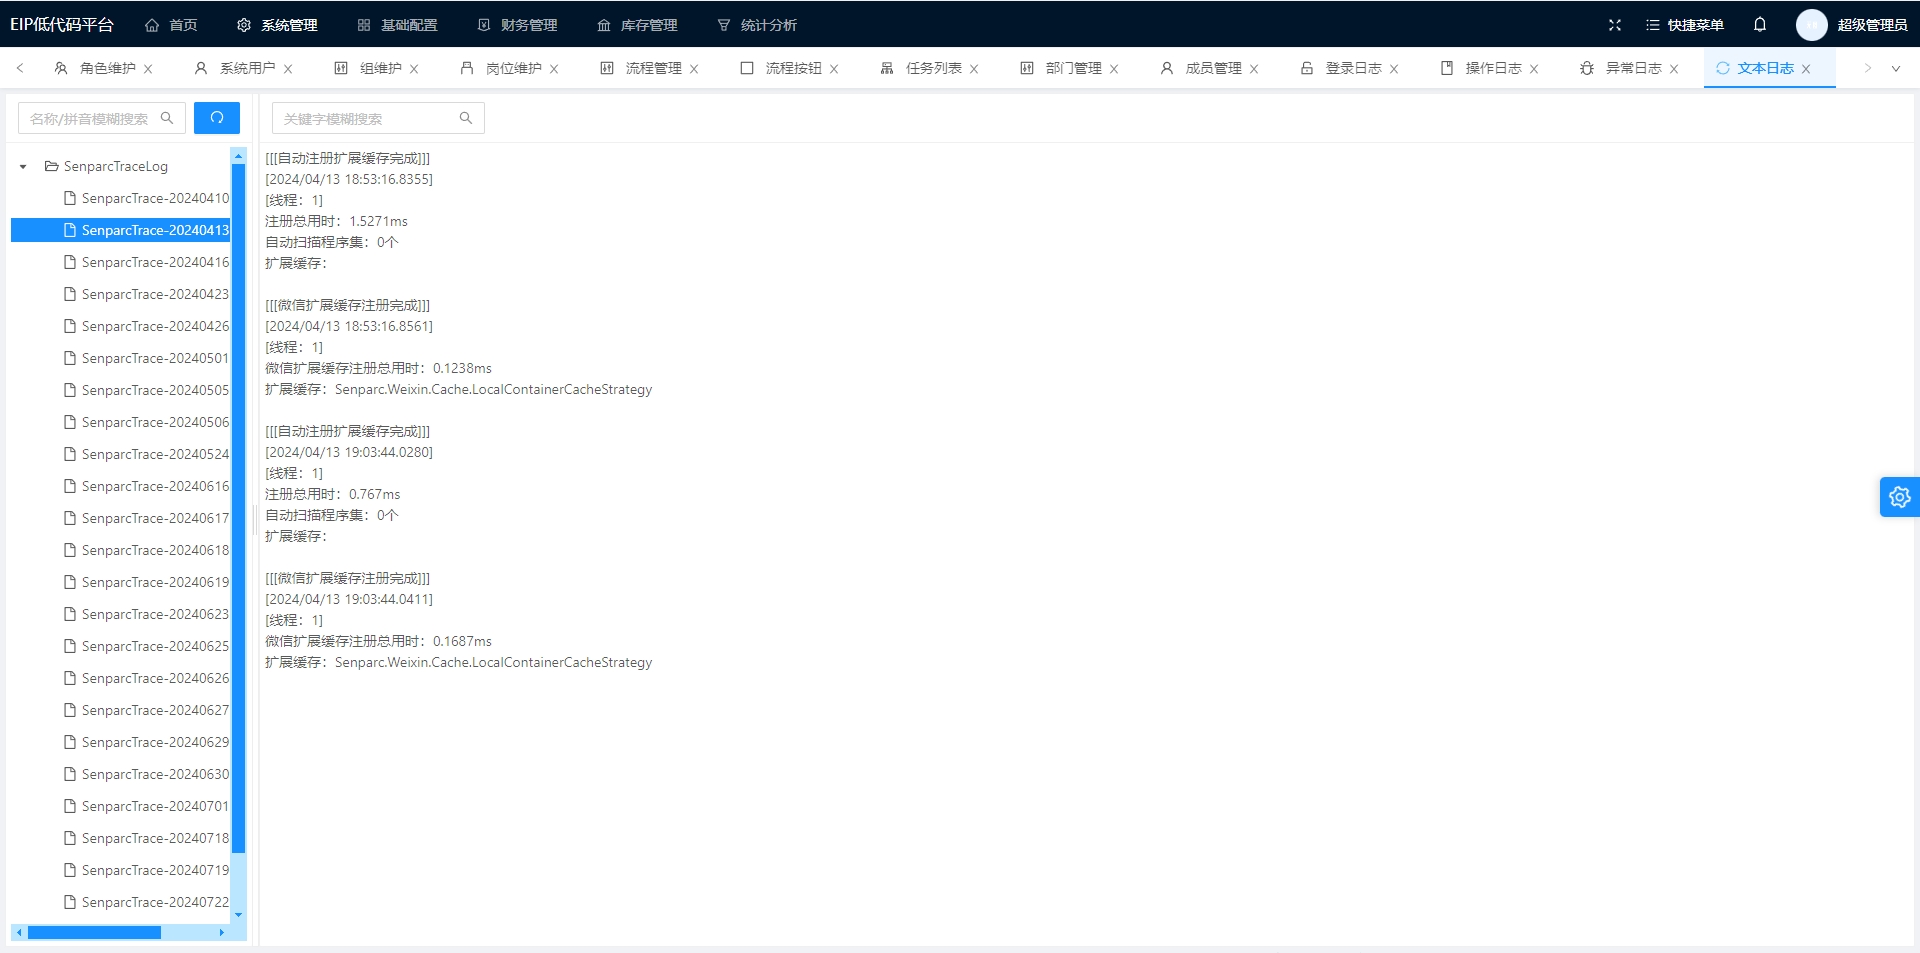 EIP低代码平台 首页 系统管理 基础配置 财务管理 库存管理 统计分析 快捷菜单 超级管理员
角色维护 系统用户 组维护 岗位维护 流程管理 流程按钮 任务列表 部门管理 成员管理 登录日志 操作日志 异常日志 文本日志
名称/拼音模糊搜索
SenparcTraceLog
SenparcTrace-20240410
SenparcTrace-20240413
SenparcTrace-20240416
SenparcTrace-20240423
SenparcTrace-20240426
SenparcTrace-20240501
SenparcTrace-20240505
SenparcTrace-20240506
SenparcTrace-20240524
SenparcTrace-20240616
SenparcTrace-20240617
SenparcTrace-20240618
SenparcTrace-20240619
SenparcTrace-20240623
SenparcTrace-20240625
SenparcTrace-20240626
SenparcTrace-20240627
SenparcTrace-20240629
SenparcTrace-20240630
SenparcTrace-20240701
SenparcTrace-20240718
SenparcTrace-20240719
SenparcTrace-20240722
关键字模糊搜索
[[[自动注册扩展缓存完成]]]
[2024/04/13 18:53:16.8355]
[线程：1]
注册总用时：1.5271ms
自动扫描程序集：0个
扩展缓存：
[[[微信扩展缓存注册完成]]]
[2024/04/13 18:53:16.8561]
[线程：1]
微信扩展缓存注册总用时：0.1238ms
扩展缓存：Senparc.Weixin.Cache.LocalContainerCacheStrategy
[[[自动注册扩展缓存完成]]]
[2024/04/13 19:03:44.0280]
[线程：1]
注册总用时：0.767ms
自动扫描程序集：0个
扩展缓存：
[[[微信扩展缓存注册完成]]]
[2024/04/13 19:03:44.0411]
[线程：1]
微信扩展缓存注册总用时：0.1687ms
扩展缓存：Senparc.Weixin.Cache.LocalContainerCacheStrategy